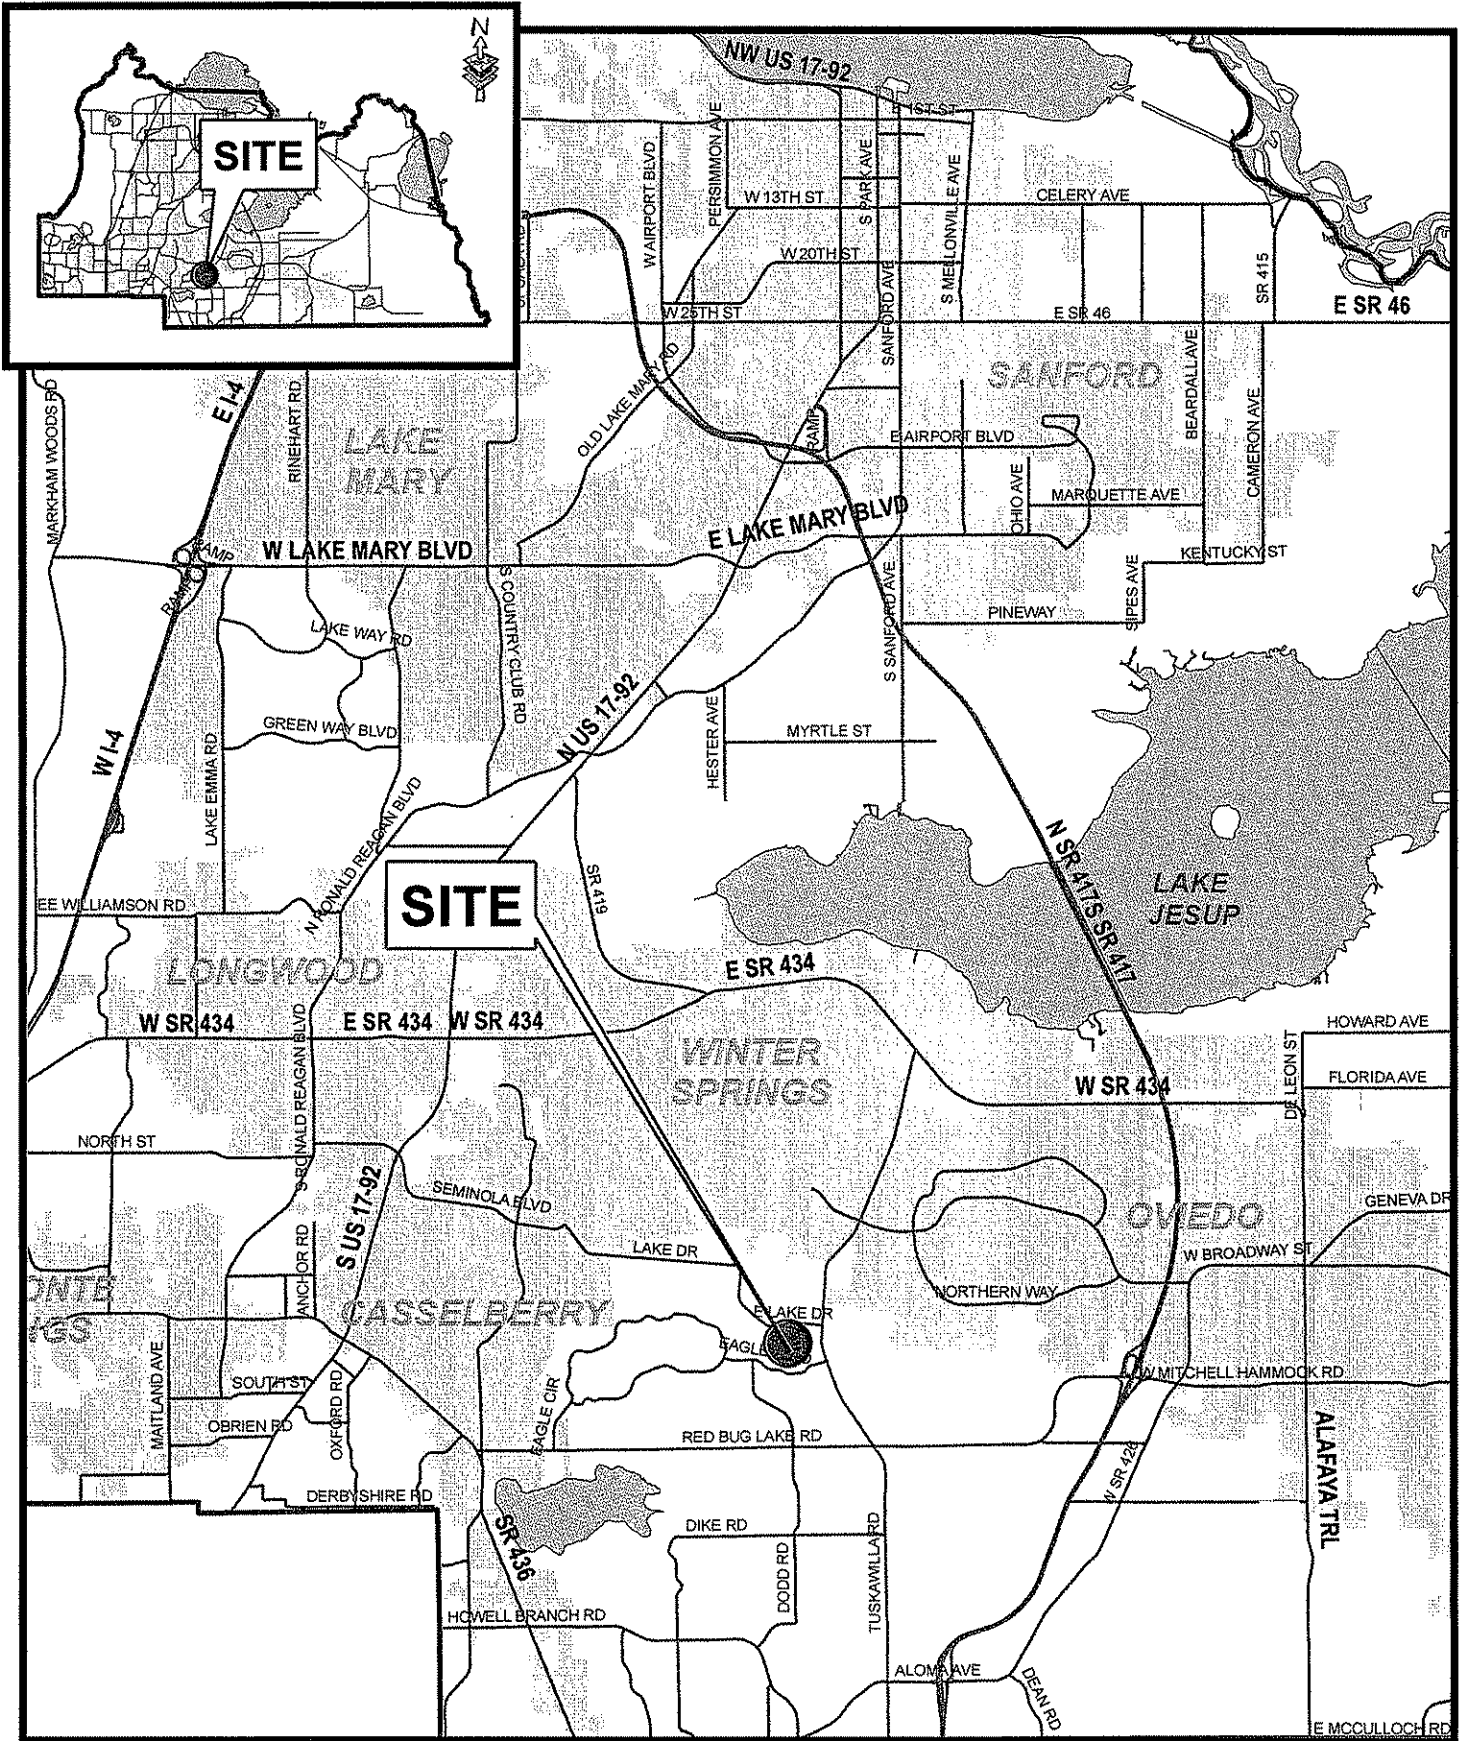 N
SITE
NW US 17-92
E 1ST ST
W AIRPORT BLVD
PERSIMMON AVE
S PARK AVE
S MELLONVILLE AVE
W 13TH ST
CELERY AVE
W 20TH ST
SANFORD AVE
SR 415
E SR 46
W 25TH ST
E SR 46
SANFORD
OLD LAKE MARY RD
BEARDALL AVE
CAMERON AVE
MARKHAM WOODS RD
E I-4
RINEHART RD
LAKE
MARY
RAMP
E AIRPORT BLVD
OHIO AVE
MARQUETTE AVE
E LAKE MARY BLVD
W LAKE MARY BLVD
RAMP
RAMP
KENTUCKY ST
SIPES AVE
PINEWAY
S COUNTRY CLUB RD
S SANFORD AVE
LAKE WAY RD
N US 17-92
HESTER AVE
MYRTLE ST
GREEN WAY BLVD
W I-4
LAKE EMMA RD
N RONALD REAGAN BLVD
N SR 417
S SR 417
LAKE
JESUP
SITE
SR 419
EE WILLIAMSON RD
LONGWOOD
E SR 434
W SR 434
E SR 434
W SR 434
HOWARD AVE
WINTER
SPRINGS
DE LEON ST
FLORIDA AVE
W SR 434
S RONALD REAGAN BLVD
NORTH ST
S US 17-92
SEMINOLA BLVD
GENEVA DR
OVIEDO
LAKE DR
W BROADWAY ST
ANCHOR RD
NORTHERN WAY
ONTE
NGS
CASSELBERRY
E LAKE DR
EAGLE
MAITLAND AVE
W MITCHELL HAMMOCK RD
SOUTH ST
OXFORD RD
EAGLE CIR
OBRIEN RD
RED BUG LAKE RD
ALAFAYA TRL
W SR 426
DERBYSHIRE RD
SR 436
DIKE RD
DODD RD
TUSKAWILLA RD
HOWELL BRANCH RD
ALOMA AVE
DEAN RD
E MCCULLOCH RD